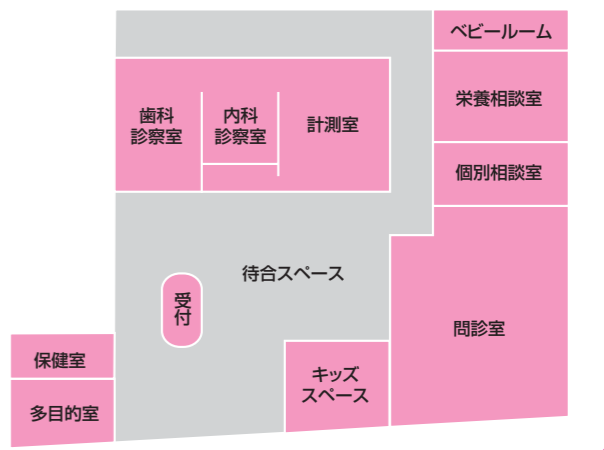 ベビールーム
歯科
診察室
内科
診察室
計測室
栄養相談室
個別相談室
待合スペース
受付
問診室
保健室
キッズ
スペース
多目的室